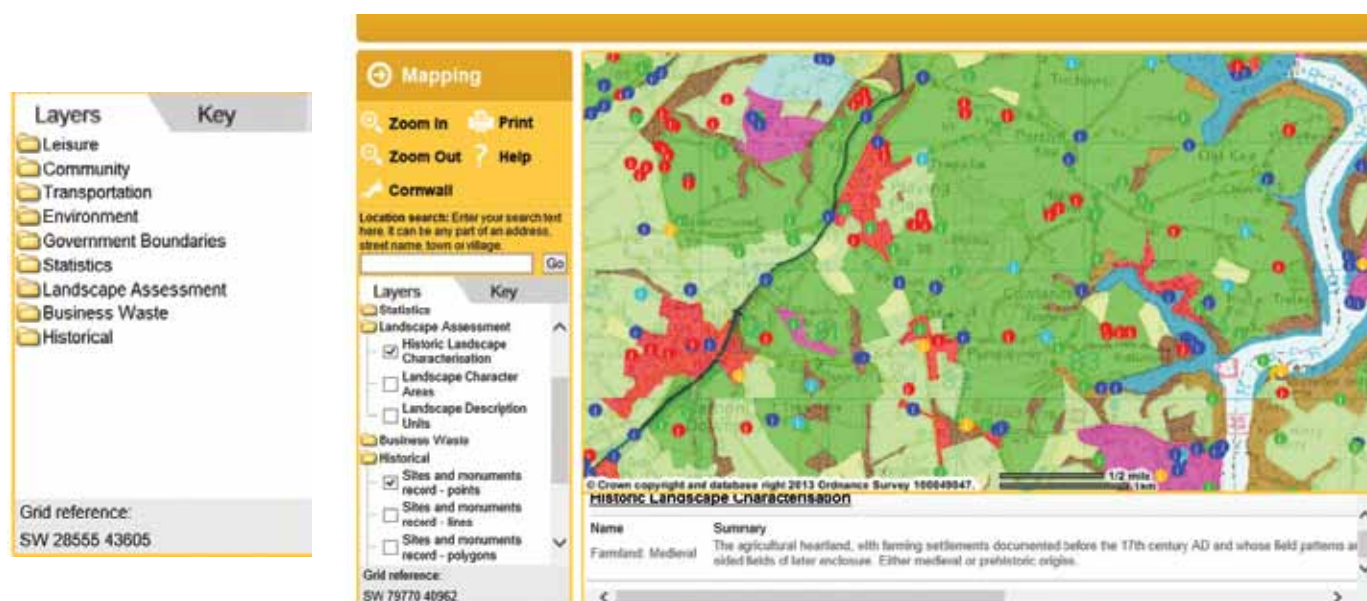 Layers Key
Leisure
Community
Transportation
Environment
Government Boundaries
Statistics
Landscape Assessment
Business Waste
Historical
Grid reference:
SW 28555 43605
Mapping
Zoom In Print
Zoom Out ? Help
Cornwall
Location search: Enter your search text
here. It can be any part of an address,
street name, town or village.
Go
Layers Key
Statistics
Landscape Assessment
Historic Landscape
Characterisation
Landscape Character
Areas
Landscape Description
Units
Business Waste
Historical
Sites and monuments
record - points
Sites and monuments
record - lines
Sites and monuments
record - polygons
Grid reference:
SW 79770 40962
1/2 mile
1km
© Crown copyright and database right 2013 Ordnance Survey 100049047.
Historic Landscape Characterisation
Name Summary
Farmland: Medieval
The agricultural heartland, with farming settlements documented before the 17th century AD and whose field patterns
sided fields of later enclosure. Either medieval or prehistoric origins.